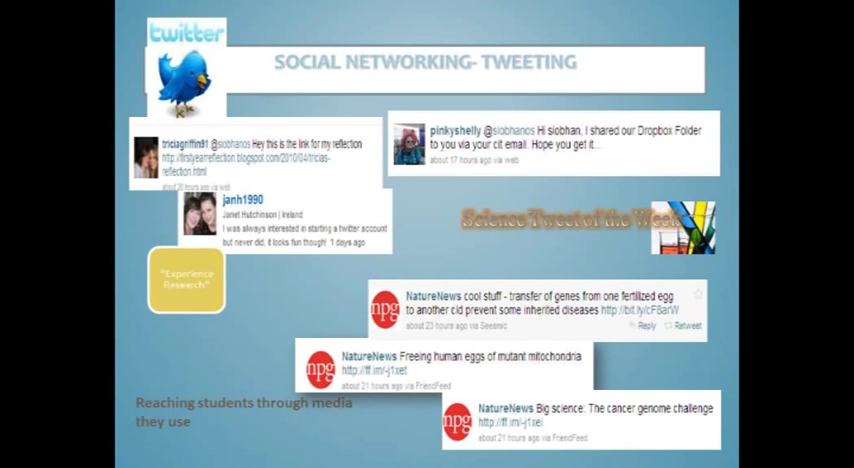 twitter
SOCIAL NETWORKING- TWEETING
triciagriffin91 @siobhanos Hey this is the link for my reflection
http://firstyearreflection.blogspot.com/2010/04/tricias-
reflection.html
about 20 hours ago via web
pinkyshelly @siobhanos Hi siobhan, I shared our Dropbox Folder
to you via your cit email. Hope you get it...
about 17 hours ago via web
janh1990
Janet Hutchinson | Ireland
I was always interested in starting a twitter account
but never did, it looks fun though! 1 days ago
Science Tweet of the Week
"Experience
Research"
npg
NatureNews cool stuff - transfer of genes from one fertilized egg
to another cld prevent some inherited diseases http://bit.ly/cF8arW
about 23 hours ago via Seesmic
Reply Retweet
npg
NatureNews Freeing human eggs of mutant mitochondria
http://ff.im/-j1xet
about 21 hours ago via FriendFeed
Reaching students through media
they use
npg
NatureNews Big science: The cancer genome challenge
http://ff.im/-j1xei
about 21 hours ago via FriendFeed